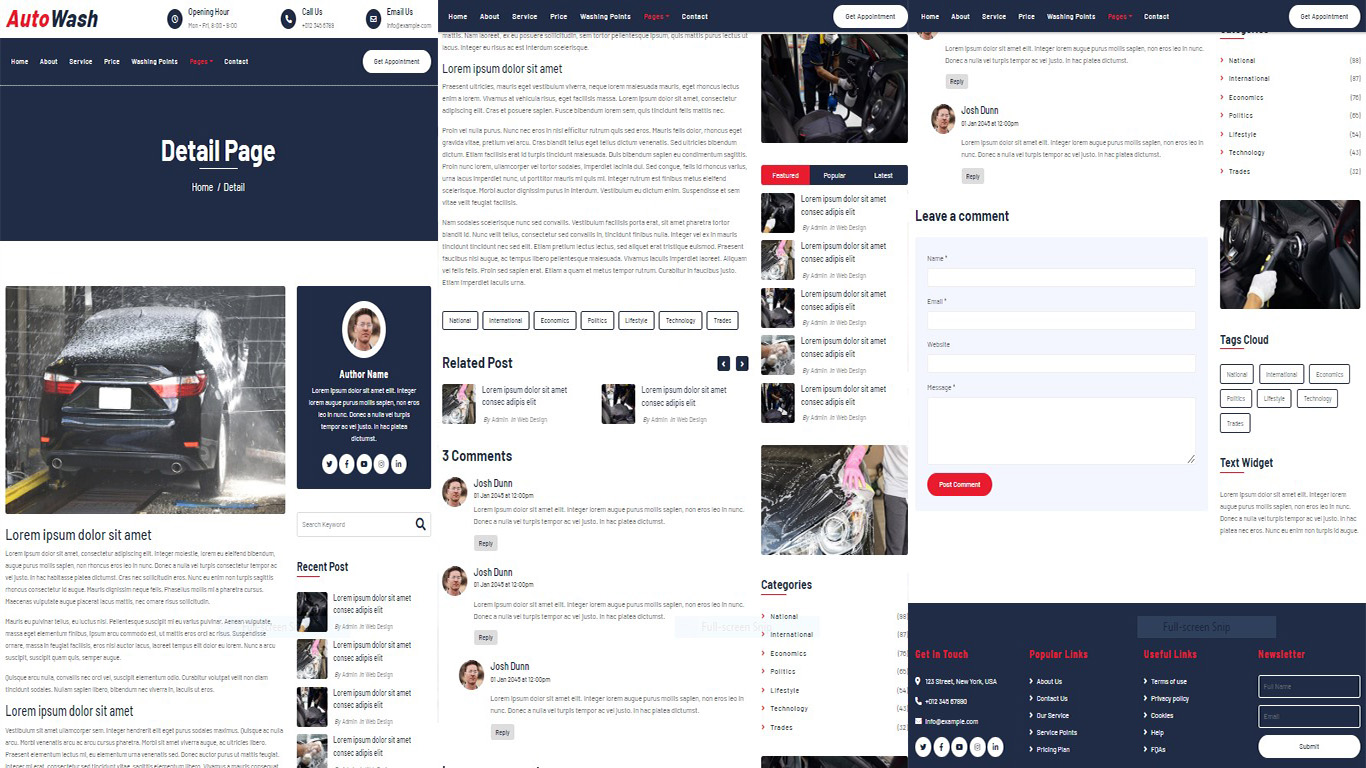 AutoWash
Opening Hour
Mon - Fri, 8:00 - 9:00
Call Us
+012 345 6789
Email Us
info@example.com
Home About Service Price Washing Points Pages Contact
Get Appointment
Detail Page
Home / Detail
Author Name
Lorem ipsum dolor sit amet elit. Integer
lorem augue purus mollis sapien, non eros
leo in nunc. Donec a nulla vel turpis
tempor ac vel justo. In hac platea
dictumst.
Search Keyword
Recent Post
Lorem ipsum dolor sit amet
consec adipis elit
By Admin In Web Design
Lorem ipsum dolor sit amet
consec adipis elit
By Admin In Web Design
Lorem ipsum dolor sit amet
consec adipis elit
By Admin In Web Design
Lorem ipsum dolor sit amet
consec adipis elit
By Admin In Web Design
Lorem ipsum dolor sit amet
Lorem ipsum dolor sit amet, consectetur adipiscing elit. Integer molestie, lorem eu eleifend bibendum,
augue purus mollis sapien, non rhoncus eros leo in nunc. Donec a nulla vel turpis consectetur tempor ac
vel justo. In hac habitasse platea dictumst. Cras nec sollicitudin eros. Nunc eu enim non turpis sagittis
rhoncus consectetur id augue. Mauris dignissim neque felis. Phasellus mollis mi a pharetra cursus.
Maecenas vulputate augue placerat lacus mattis, nec ornare risus sollicitudin.
Mauris eu pulvinar tellus, eu luctus nisl. Pellentesque suscipit mi eu varius pulvinar. Aenean vulputate,
massa eget elementum finibus, ipsum arcu commodo est, ut mattis eros orci ac risus. Suspendisse
ornare, massa in feugiat facilisis, eros nisl auctor lacus, laoreet tempus elit dolor eu lorem. Nunc a arcu
suscipit, suscipit quam quis, semper augue.
Quisque arcu nulla, convallis nec orci vel, suscipit elementum odio. Curabitur volutpat velit non diam
tincidunt sodales. Nullam sapien libero, bibendum nec viverra in, iaculis ut eros.
Lorem ipsum dolor sit amet
Vestibulum sit amet ullamcorper sem. Integer hendrerit elit eget purus sodales maximus. Quisque ac nulla
arcu. Morbi venenatis arcu ac arcu cursus pharetra. Morbi sit amet viverra augue, ac ultricies libero.
Praesent elementum lectus mi, eu elementum urna venenatis sed. Donec auctor purus ut mattis feugiat.
Home About Service Price Washing Points Pages Contact
Get Appointment
mattis. Nam laoreet, ex eu posuere sollicitudin, sem tortor pellentesque ipsum, quis mattis purus lectus ut
lacus. Integer eu risus ac est interdum scelerisque.
Lorem ipsum dolor sit amet
Praesent ultricies, mauris eget vestibulum viverra, neque lorem malesuada mauris, eget rhoncus lectus
enim a lorem. Vivamus at vehicula risus, eget facilisis massa. Lorem ipsum dolor sit amet, consectetur
adipiscing elit. Cras et posuere sapien. Fusce bibendum lorem sem, quis tincidunt felis mattis nec.
Proin vel nulla purus. Nunc nec eros in nisl efficitur rutrum quis sed eros. Mauris felis dolor, rhoncus eget
gravida vitae, pretium vel arcu. Cras blandit tellus eget tellus dictum venenatis. Sed ultricies bibendum
dictum. Etiam facilisis erat id turpis tincidunt malesuada. Duis bibendum sapien eu condimentum sagittis.
Proin nunc lorem, ullamcorper vel tortor sodales, imperdiet lacinia dui. Sed congue, felis id rhoncus varius,
urna lacus imperdiet nunc, ut porttitor mauris mi quis mi. Integer rutrum est finibus metus eleifend
scelerisque. Morbi auctor dignissim purus in interdum. Vestibulum eu dictum enim. Suspendisse et sem
vitae velit feugiat facilisis.
Nam sodales scelerisque nunc sed convallis. Vestibulum facilisis porta erat, sit amet pharetra tortor
blandit id. Nunc velit tellus, consectetur sed convallis in, tincidunt finibus nulla. Integer vel ex in mauris
tincidunt tincidunt nec sed elit. Etiam pretium lectus lectus, sed aliquet erat tristique euismod. Praesent
faucibus nisl augue, ac tempus libero pellentesque malesuada. Vivamus iaculis imperdiet laoreet. Aliquam
vel felis felis. Proin sed sapien erat. Etiam a quam et metus tempor rutrum. Curabitur in faucibus justo.
Etiam imperdiet iaculis urna.
National International Economics Politics Lifestyle Technology Trades
Related Post
Lorem ipsum dolor sit amet
consec adipis elit
By Admin In Web Design
Lorem ipsum dolor sit amet
consec adipis elit
By Admin In Web Design
3 Comments
Josh Dunn
01 Jan 2045 at 12:00pm
Lorem ipsum dolor sit amet elit. Integer lorem augue purus mollis sapien, non eros leo in nunc.
Donec a nulla vel turpis tempor ac vel justo. In hac platea dictumst.
Reply
Josh Dunn
01 Jan 2045 at 12:00pm
Lorem ipsum dolor sit amet elit. Integer lorem augue purus mollis sapien, non eros leo in nunc.
Donec a nulla vel turpis tempor ac vel justo. In hac platea dictumst.
Reply
Josh Dunn
01 Jan 2045 at 12:00pm
Lorem ipsum dolor sit amet elit. Integer lorem augue purus mollis sapien, non eros leo in
nunc. Donec a nulla vel turpis tempor ac vel justo. In hac platea dictumst.
Reply
Featured Popular Latest
Lorem ipsum dolor sit amet
consec adipis elit
By Admin In Web Design
Lorem ipsum dolor sit amet
consec adipis elit
By Admin In Web Design
Lorem ipsum dolor sit amet
consec adipis elit
By Admin In Web Design
Lorem ipsum dolor sit amet
consec adipis elit
By Admin In Web Design
Lorem ipsum dolor sit amet
consec adipis elit
By Admin In Web Design
Categories
National (98)
International (87)
Economics (76)
Politics (65)
Lifestyle (54)
Technology (43)
Trades (32)
Full-screen Snip
Home About Service Price Washing Points Pages Contact
Get Appointment
Lorem ipsum dolor sit amet elit. Integer lorem augue purus mollis sapien, non eros leo in nunc.
Donec a nulla vel turpis tempor ac vel justo. In hac platea dictumst.
Reply
Josh Dunn
01 Jan 2045 at 12:00pm
Lorem ipsum dolor sit amet elit. Integer lorem augue purus mollis sapien, non eros leo in
nunc. Donec a nulla vel turpis tempor ac vel justo. In hac platea dictumst.
Reply
Leave a comment
Name *
Email *
Website
Message *
Post Comment
National (98)
International (87)
Economics (76)
Politics (65)
Lifestyle (54)
Technology (43)
Trades (32)
Tags Cloud
National International Economics
Politics Lifestyle Technology
Trades
Text Widget
Lorem ipsum dolor sit amet elit. Integer lorem
augue purus mollis sapien, non eros leo in
nunc. Donec a nulla vel turpis tempor ac vel
platea nec. Nunc eu enim non turpis id augue.
Full-screen Snip
Get In Touch
123 Street, New York, USA
+012 345 67890
info@example.com
Popular Links
About Us
Contact Us
Our Service
Service Points
Pricing Plan
Useful Links
Terms of use
Privacy policy
Cookies
Help
FQAs
Newsletter
Full Name
Email
Submit